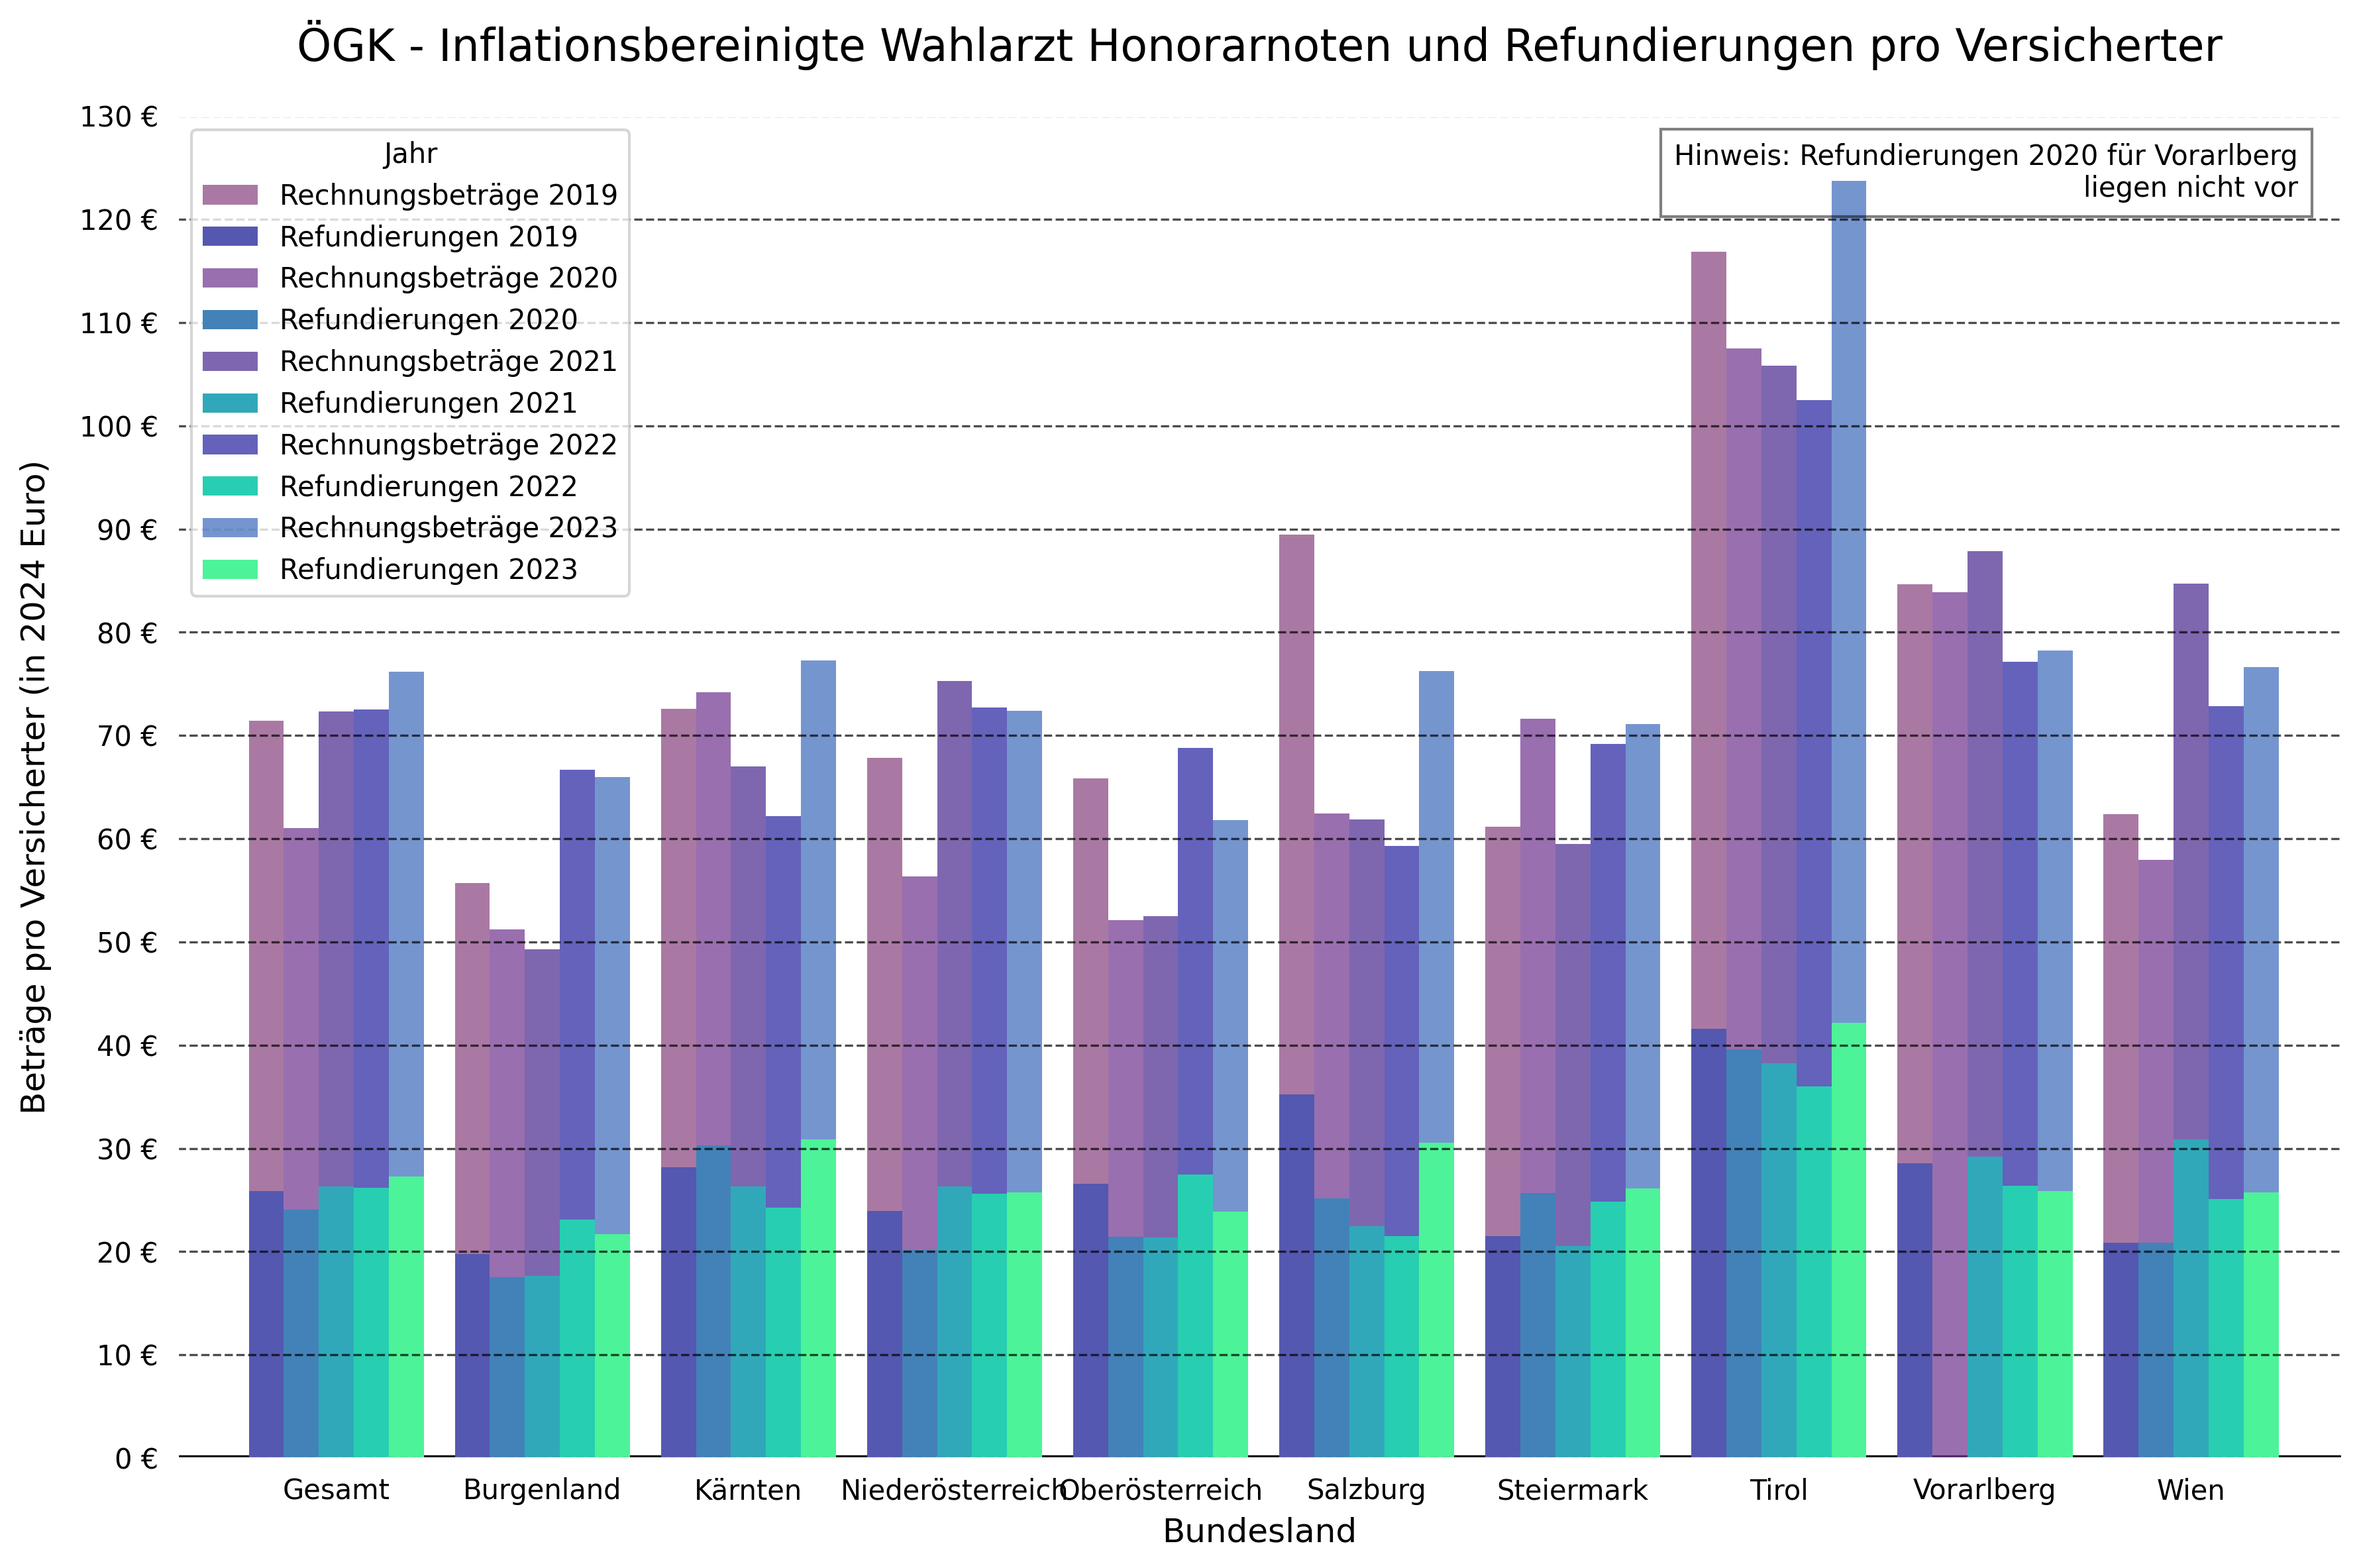 ÖGK - Inflationsbereinigte Wahlarzt Honorarnoten und Refundierungen pro Versicherter
130 €
120 €
110 €
100 €
90 €
80 €
70 €
60 €
50 €
40 €
30 €
20 €
10 €
0 €
Beträge pro Versicherter (in 2024 Euro)
Jahr
Rechnungsbeträge 2019
Refundierungen 2019
Rechnungsbeträge 2020
Refundierungen 2020
Rechnungsbeträge 2021
Refundierungen 2021
Rechnungsbeträge 2022
Refundierungen 2022
Rechnungsbeträge 2023
Refundierungen 2023
Hinweis: Refundierungen 2020 für Vorarlberg
liegen nicht vor
Gesamt Burgenland Kärnten Niederösterreich Oberösterreich Salzburg Steiermark Tirol Vorarlberg Wien
Bundesland